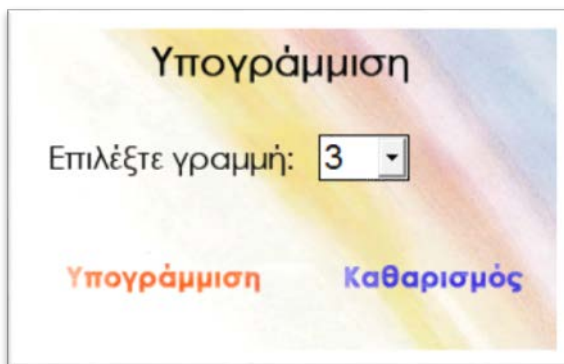 Υπογράμμιση
Επιλέξτε γραμμή: 3
Υπογράμμιση Καθαρισμός